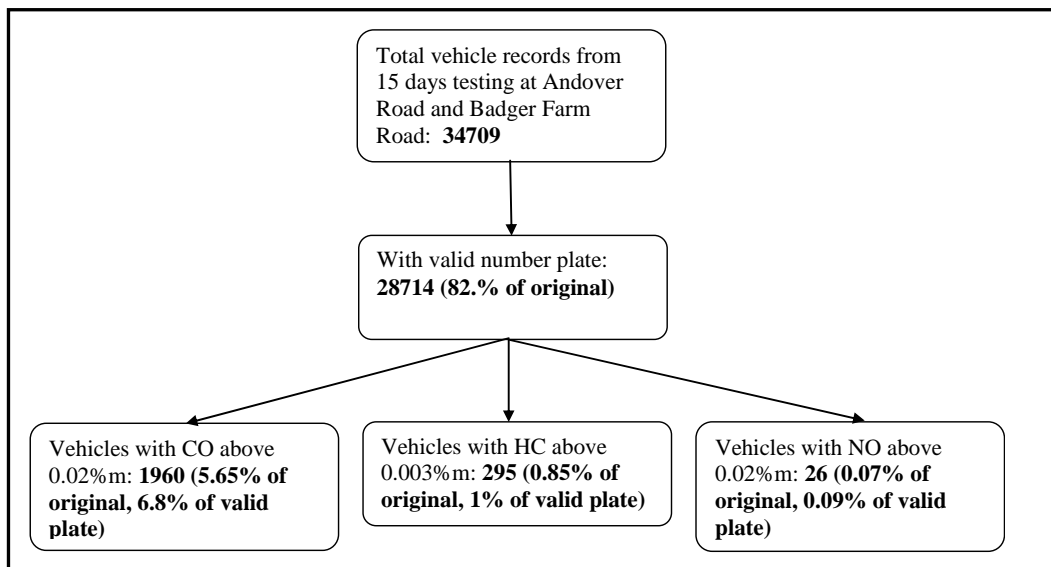 Total vehicle records from
15 days testing at Andover
Road and Badger Farm
Road: 34709
With valid number plate:
28714 (82.% of original)
Vehicles with CO above
0.02%m: 1960 (5.65% of
original, 6.8% of valid
plate)
Vehicles with HC above
0.003%m: 295 (0.85% of
original, 1% of valid plate)
Vehicles with NO above
0.02%m: 26 (0.07% of
original, 0.09% of valid
plate)